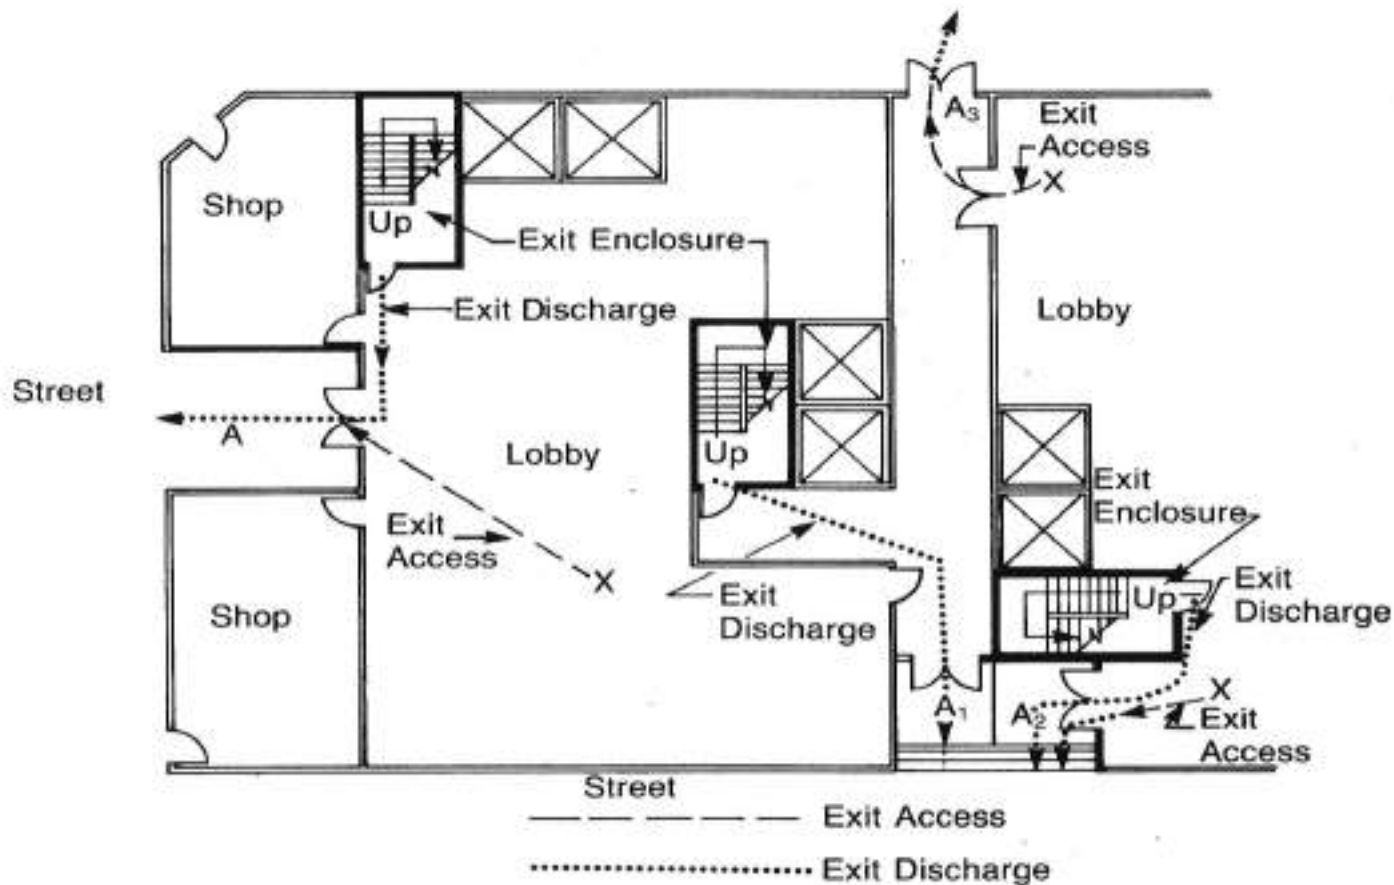 A₃
Exit
Access
X
Shop
Up
Exit Enclosure
Exit Discharge
Lobby
Street
A
Lobby
Up
Exit
Enclosure
Exit
Access
X
Exit
Discharge
Up
Exit
Discharge
Shop
A₁
A₂
X
Exit
Access
Street
Exit Access
Exit Discharge